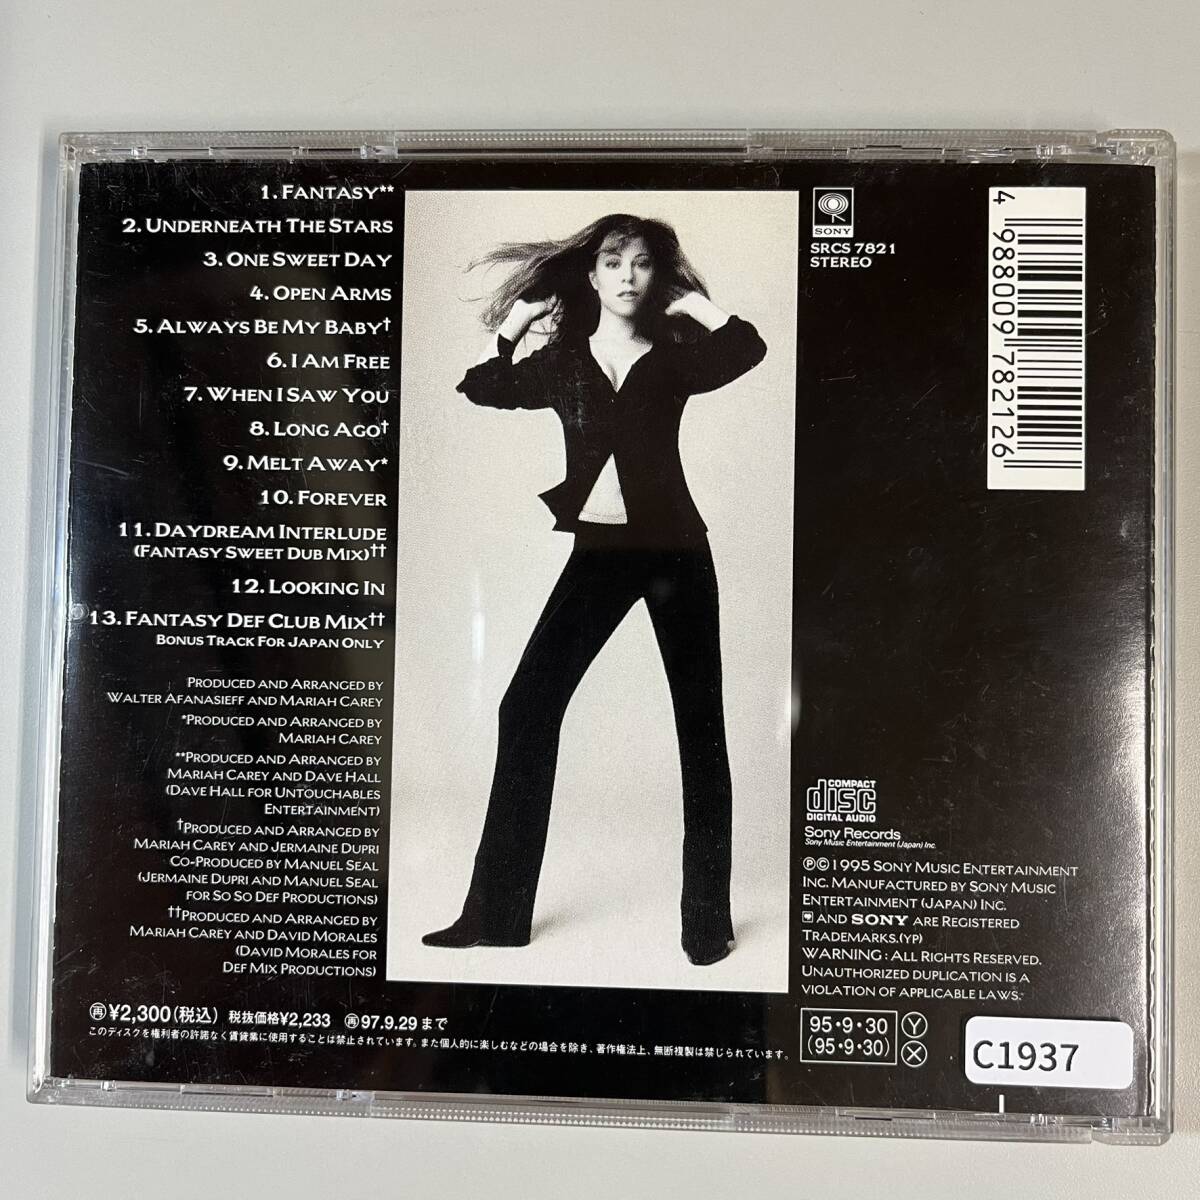 1. FANTASY**
2. UNDERNEATH THE STARS
3. ONE SWEET DAY
4. OPEN ARMS
5. ALWAYS BE MY BABY†
6. I AM FREE
7. WHEN I SAW YOU
8. LONG AGO†
9. MELT AWAY*
10. FOREVER
11. DAYDREAM INTERLUDE
(FANTASY SWEET DUB MIX)††
12. LOOKING IN
13. FANTASY DEF CLUB MIX††
BONUS TRACK FOR JAPAN ONLY
PRODUCED AND ARRANGED BY
WALTER AFANASIEFF AND MARIAH CAREY
*PRODUCED AND ARRANGED BY
MARIAH CAREY
**PRODUCED AND ARRANGED BY
MARIAH CAREY AND DAVE HALL
(DAVE HALL FOR UNTOUCHABLES
ENTERTAINMENT)
†PRODUCED AND ARRANGED BY
MARIAH CAREY AND JERMAINE DUPRI
CO-PRODUCED BY MANUEL SEAL
(JERMAINE DUPRI AND MANUEL SEAL
FOR SO SO DEF PRODUCTIONS)
††PRODUCED AND ARRANGED BY
MARIAH CAREY AND DAVID MORALES
(DAVID MORALES FOR
DEF MIX PRODUCTIONS)
㊞¥2,300(税込) 税抜価格¥2,233 97.9.29まで
このディスクを権利者の許諾なく賃貸業に使用することは禁止されています。また個人的に楽しむなどの場合を除き、著作権法上、無断複製は禁じられています。
SONY
SRCS 7821
STEREO
4 988009 782126
COMPACT
disc
DIGITAL AUDIO
Sony Records
Sony Music Entertainment (Japan) Inc.
ⓅⒸ1995 SONY MUSIC ENTERTAINMENT
INC. MANUFACTURED BY SONY MUSIC
ENTERTAINMENT (JAPAN) INC.
AND SONY ARE REGISTERED
TRADEMARKS.(YP)
WARNING : ALL RIGHTS RESERVED.
UNAUTHORIZED DUPLICATION IS A
VIOLATION OF APPLICABLE LAWS.
95・9・30 Ⓨ
(95・9・30) Ⓧ
C1937